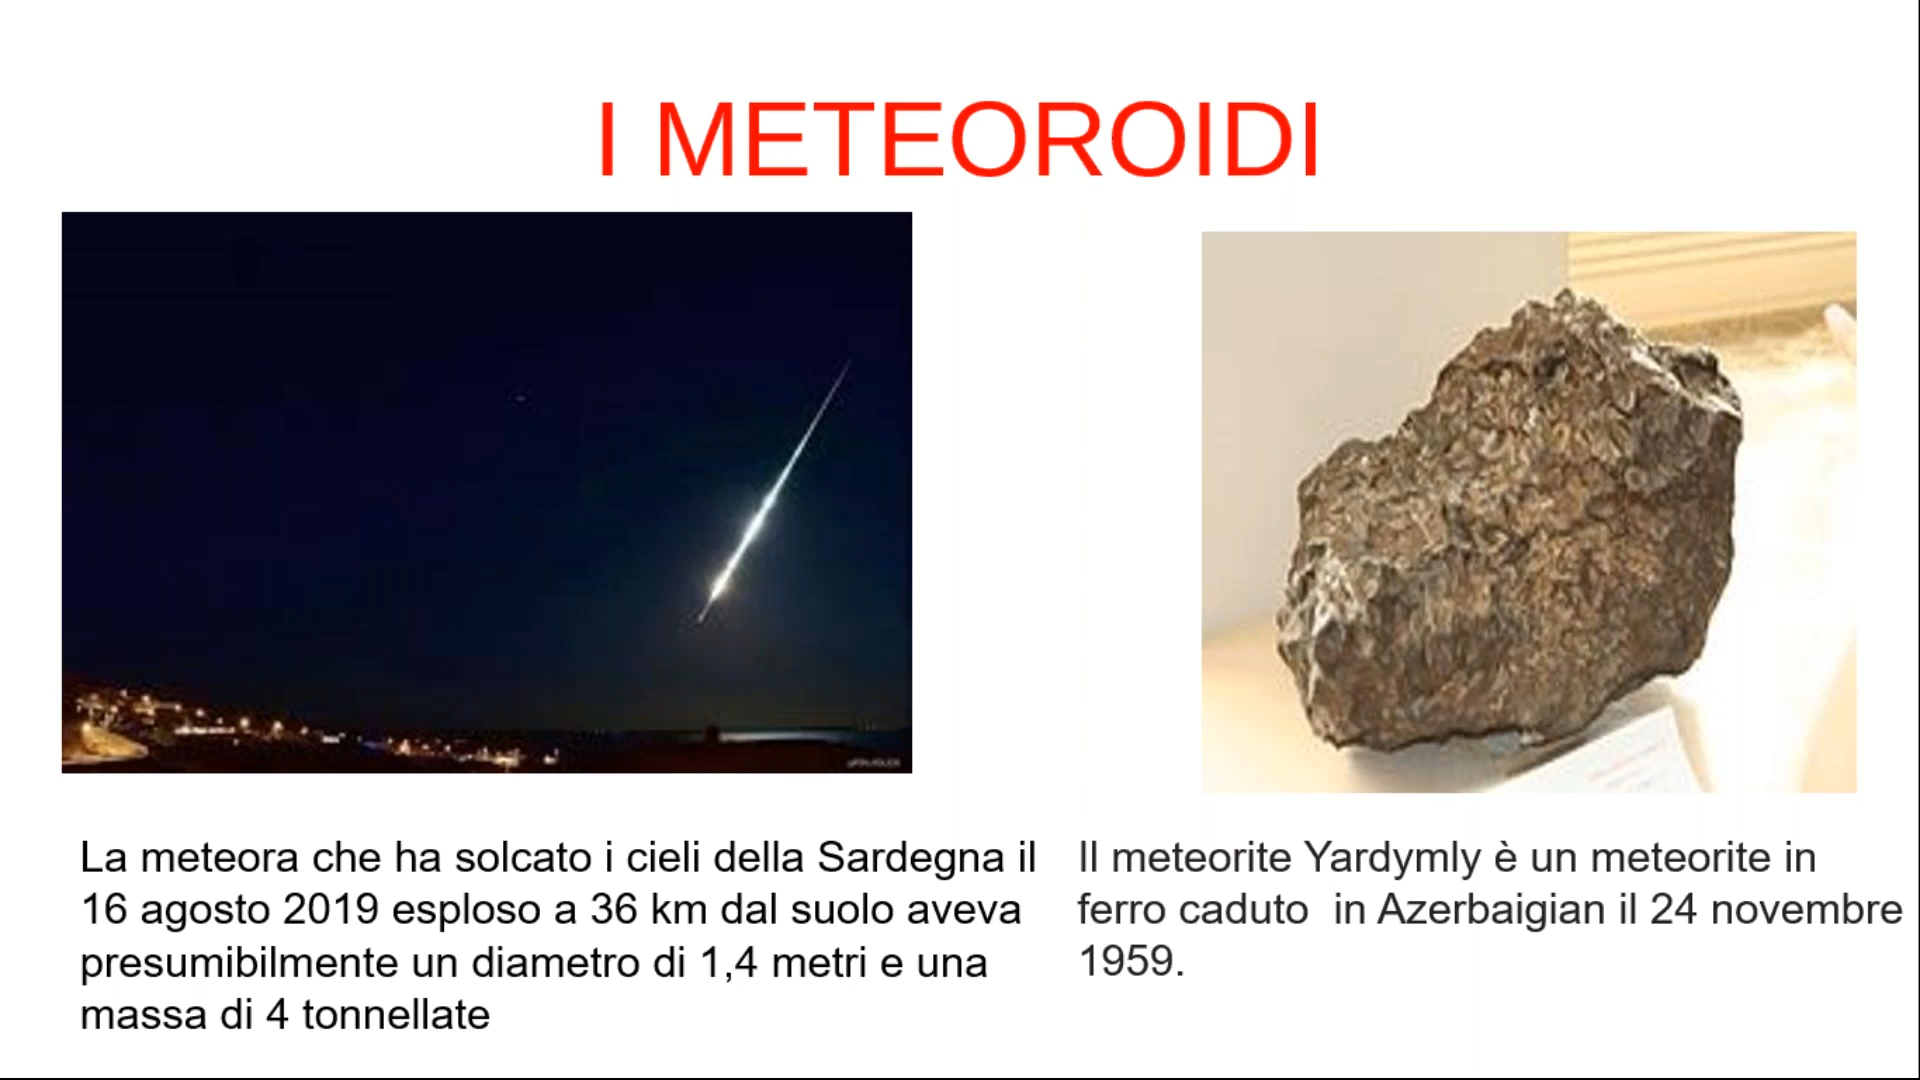 I METEOROIDI
La meteora che ha solcato i cieli della Sardegna il
16 agosto 2019 esploso a 36 km dal suolo aveva
presumibilmente un diametro di 1,4 metri e una
massa di 4 tonnellate
Il meteorite Yardymly è un meteorite in
ferro caduto  in Azerbaigian il 24 novembre
1959.